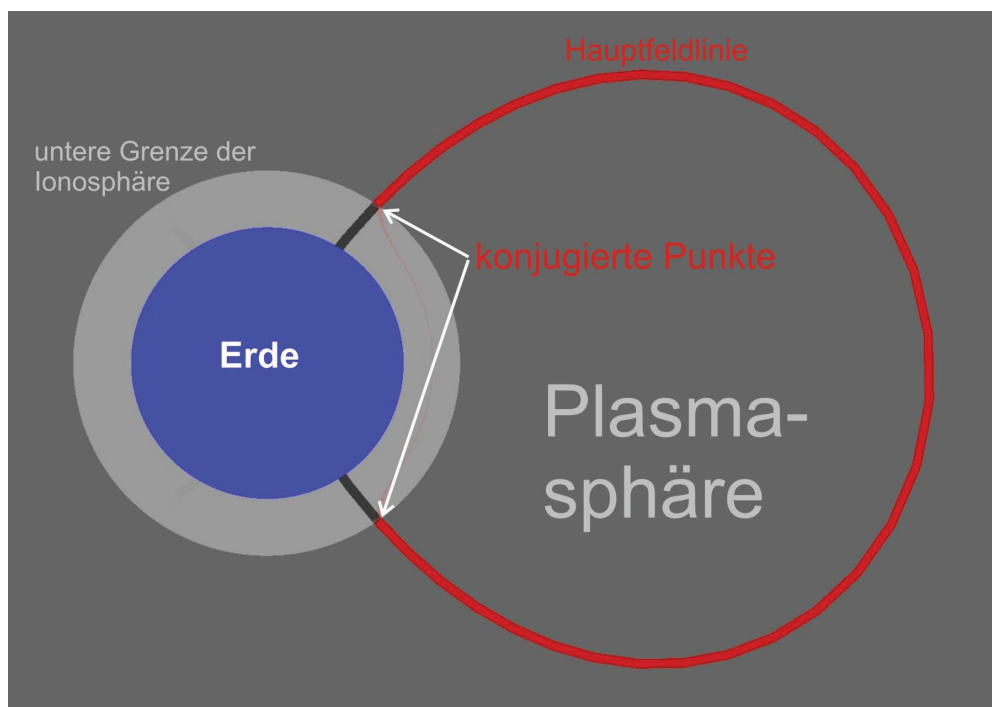 Hauptfeldlinie
untere Grenze der
Ionosphäre
konjugierte Punkte
Erde
Plasma-
sphäre